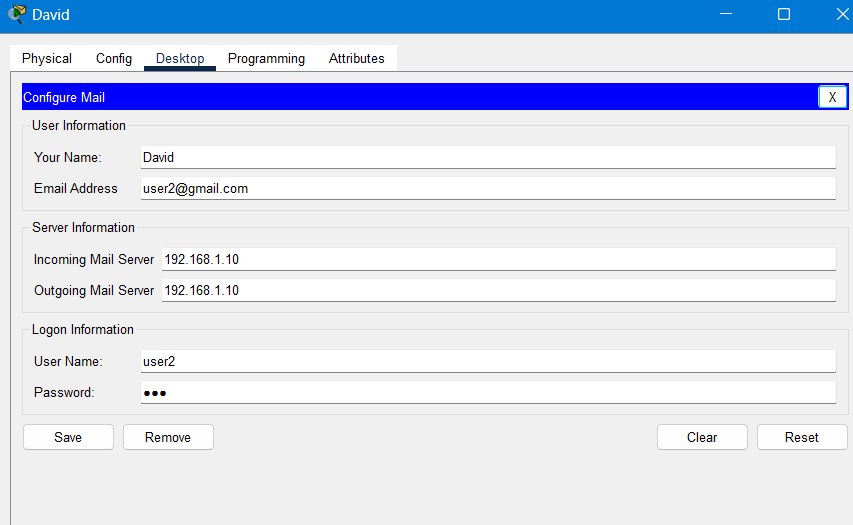 David
Physical Config Desktop Programming Attributes
Configure Mail X
User Information
Your Name: David
Email Address user2@gmail.com
Server Information
Incoming Mail Server 192.168.1.10
Outgoing Mail Server 192.168.1.10
Logon Information
User Name: user2
Password: ●●●
Save Remove Clear Reset